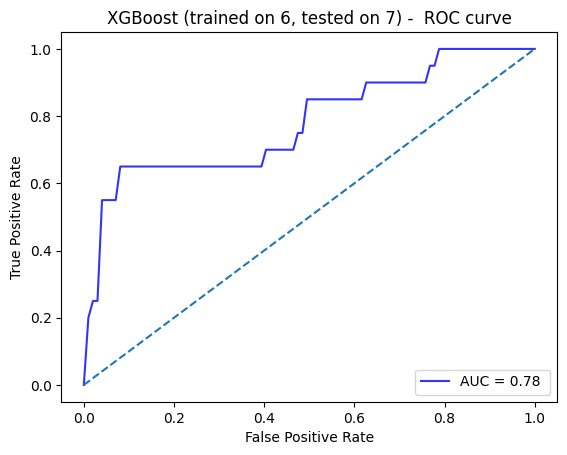 XGBoost (trained on 6, tested on 7) -  ROC curve
True Positive Rate
1.0
0.8
0.6
0.4
0.2
0.0
0.0 0.2 0.4 0.6 0.8 1.0
False Positive Rate
AUC = 0.78